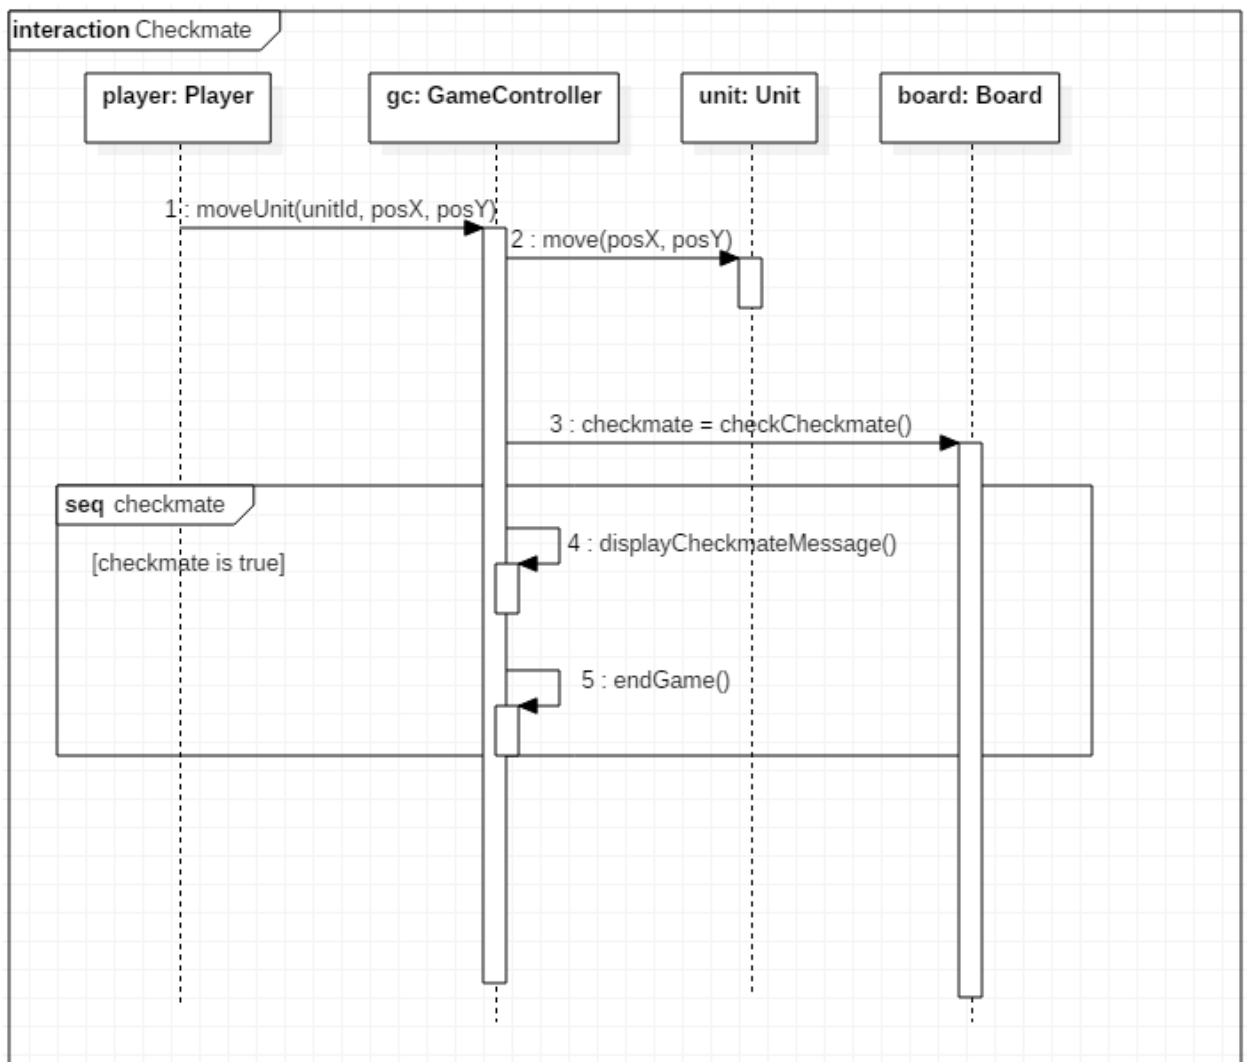 interaction Checkmate
player: Player
gc: GameController
unit: Unit
board: Board
1 : moveUnit(unitId, posX, posY)
2 : move(posX, posY)
3 : checkmate = checkCheckmate()
seq checkmate
[checkmate is true]
4 : displayCheckmateMessage()
5 : endGame()